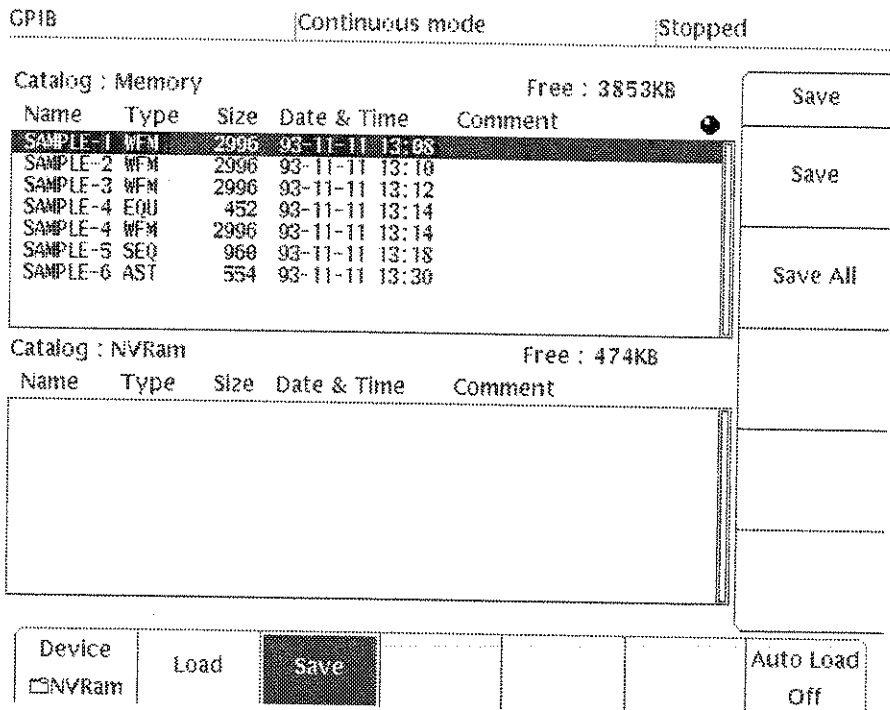 GPIB Continuous mode Stopped
Catalog : Memory Free : 3853KB
Name Type Size Date & Time Comment
SAMPLE-1 WFM 2996 93-11-11 13:08
SAMPLE-2 WFM 2996 93-11-11 13:10
SAMPLE-3 WFM 2996 93-11-11 13:12
SAMPLE-4 EQU 452 93-11-11 13:14
SAMPLE-4 WFM 2996 93-11-11 13:14
SAMPLE-5 SEQ 960 93-11-11 13:18
SAMPLE-6 AST 554 93-11-11 13:30
Catalog : NVRam Free : 474KB
Name Type Size Date & Time Comment
Save
Save
Save All
Device
NVRam
Load
Save
Auto Load
Off